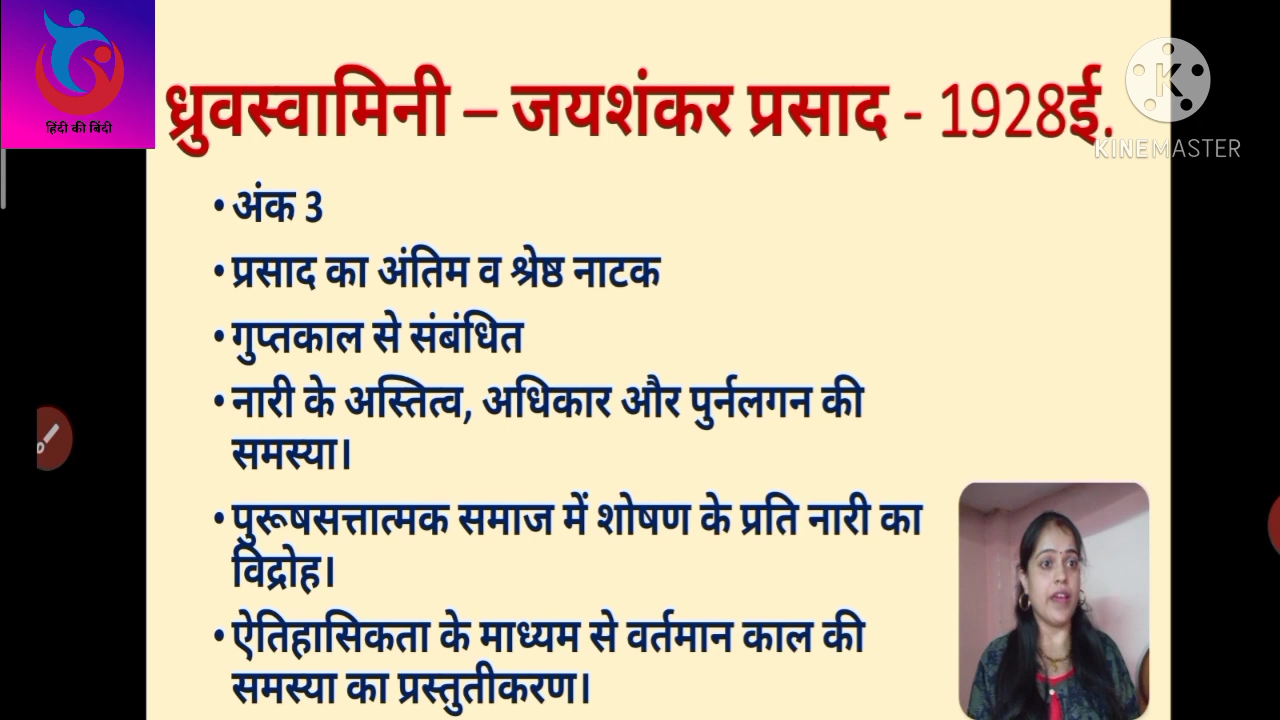 हिंदी की बिंदी
ध्रुवस्वामिनी – जयशंकर प्रसाद - 1928ई.
K
KINEMASTER
• अंक 3
• प्रसाद का अंतिम व श्रेष्ठ नाटक
• गुप्तकाल से संबंधित
• नारी के अस्तित्व, अधिकार और पुर्नलगन की
समस्या।
• पुरूषसत्तात्मक समाज में शोषण के प्रति नारी का
विद्रोह।
• ऐतिहासिकता के माध्यम से वर्तमान काल की
समस्या का प्रस्तुतीकरण।